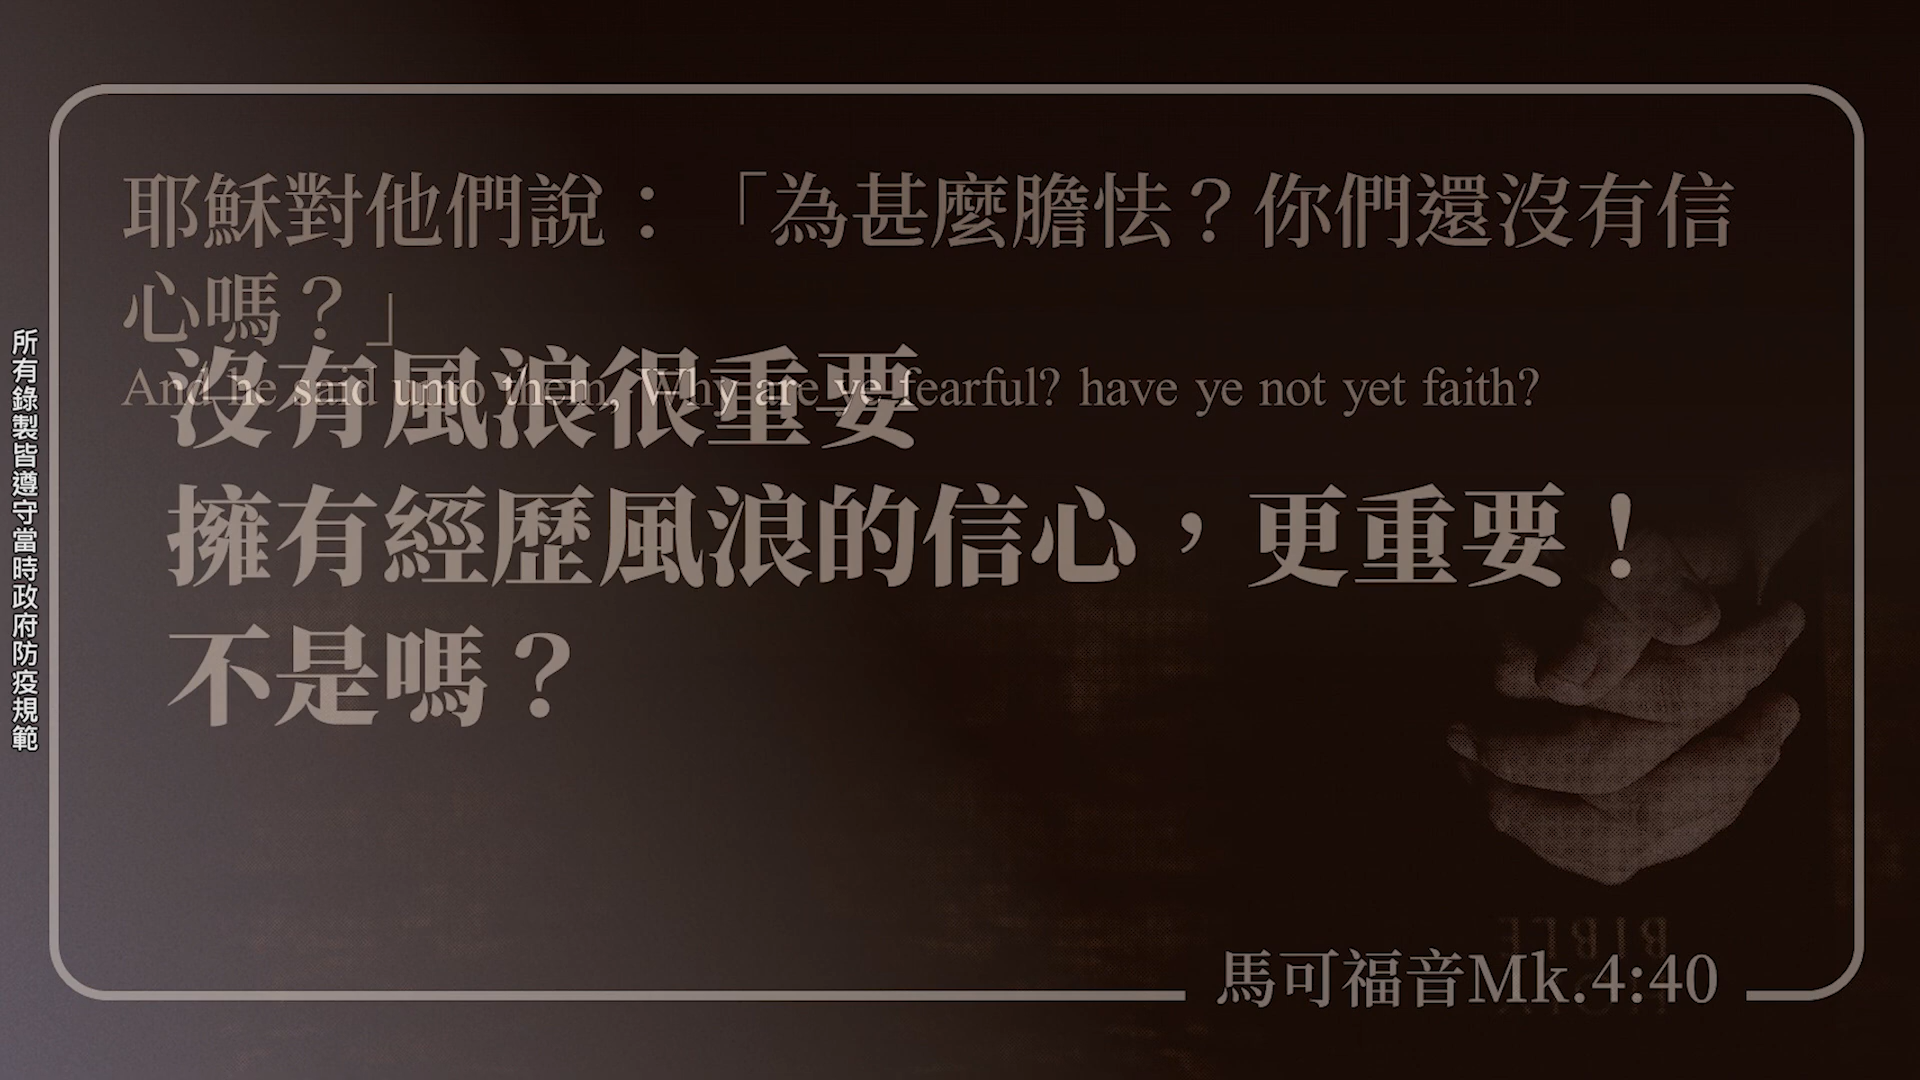 耶穌對他們說：「為甚麼膽怯？你們還沒有信
心嗎？」
And he said unto them, Why are ye fearful? have ye not yet faith?
沒有風浪很重要
擁有經歷風浪的信心，更重要！
不是嗎？
馬可福音Mk.4:40
所有錄製皆遵守當時政府防疫規範
HOLY
BIBLE